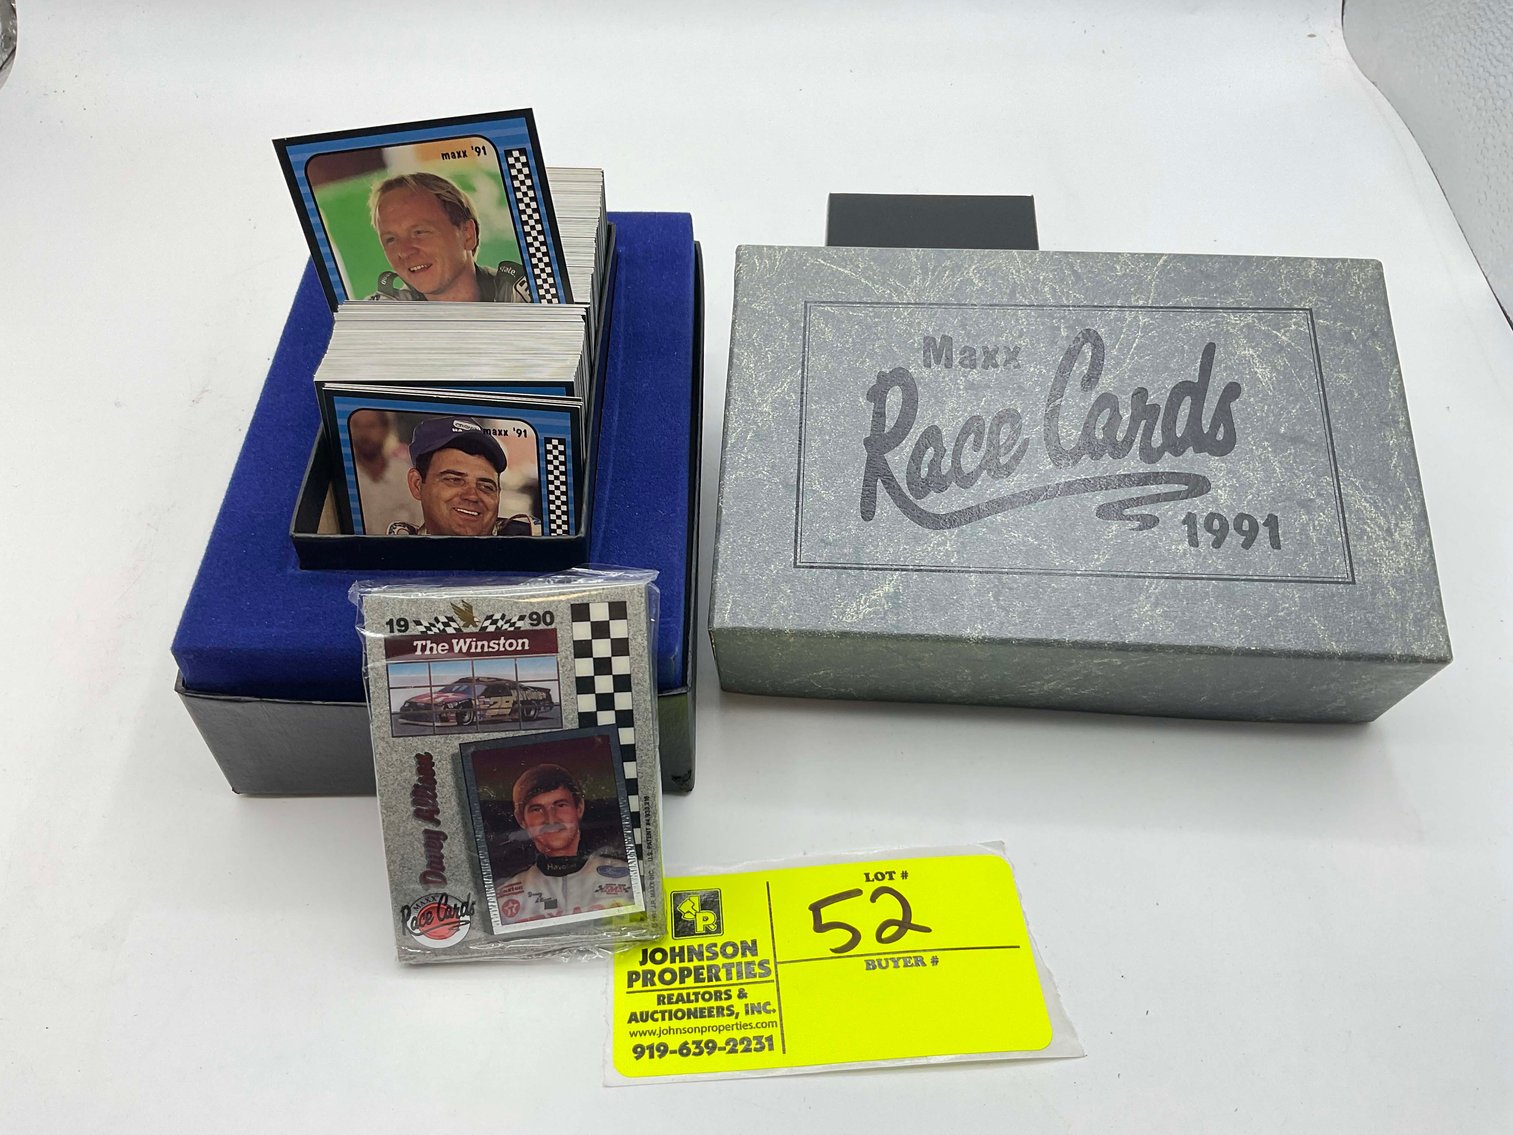 maxx '91
maxx '91
Maxx
Race Cards
1991
19 90
The Winston
Davey Allison
MAXX
Race Cards
Havoline
LOT #
52
BUYER #
JOHNSON
PROPERTIES
REALTORS &
AUCTIONEERS, INC.
www.johnsonproperties.com
919-639-2231